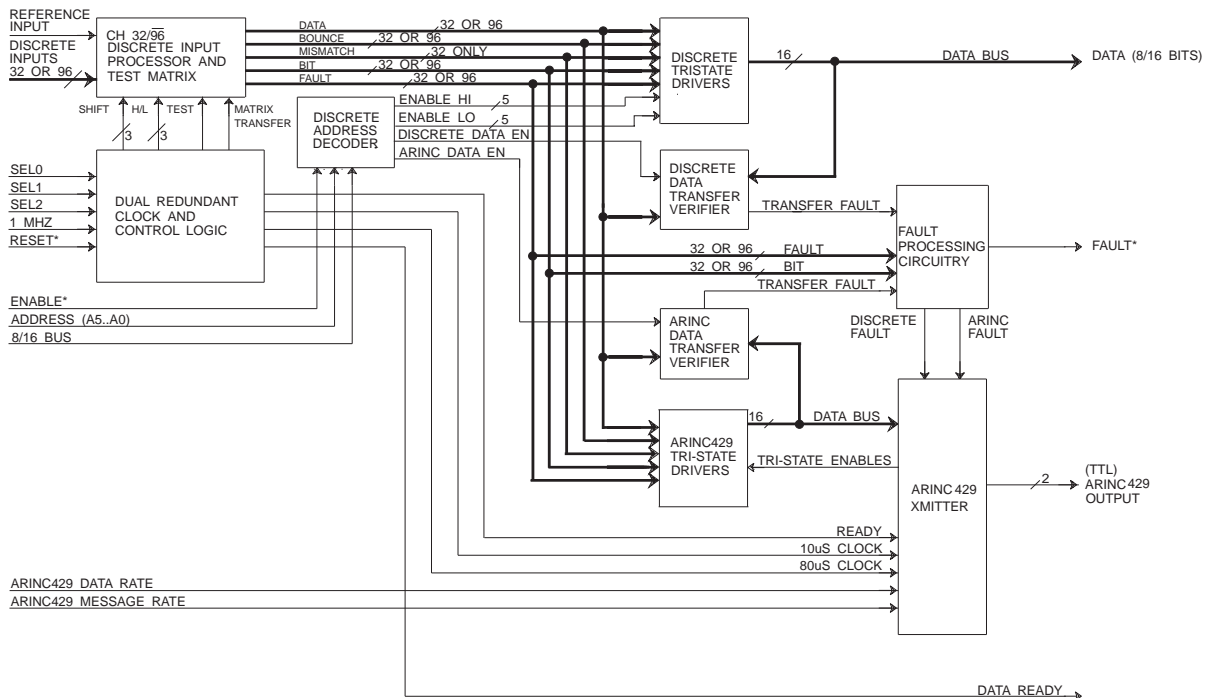 REFERENCE
INPUT
DISCRETE
INPUTS
32 OR 96
CH 32/96
DISCRETE INPUT
PROCESSOR AND
TEST MATRIX
DATA
32 OR 96
BOUNCE
32 OR 96
MISMATCH
32 ONLY
BIT
32 OR 96
FAULT
32 OR 96
DISCRETE
TRISTATE
DRIVERS
16
DATA BUS
DATA (8/16 BITS)
SHIFT
H/L
TEST
MATRIX
TRANSFER
3
3
DISCRETE
ADDRESS
DECODER
ENABLE HI
5
ENABLE LO
5
DISCRETE DATA EN
ARINC DATA EN
SEL0
SEL1
SEL2
1 MHZ
RESET*
DUAL REDUNDANT
CLOCK AND
CONTROL LOGIC
DISCRETE
DATA
TRANSFER
VERIFIER
TRANSFER FAULT
32 OR 96
FAULT
32 OR 96
BIT
TRANSFER FAULT
FAULT
PROCESSING
CIRCUITRY
FAULT*
ENABLE*
ADDRESS (A5..A0)
8/16 BUS
ARINC
DATA
TRANSFER
VERIFIER
DISCRETE
FAULT
ARINC
FAULT
16
DATA BUS
ARINC429
TRI-STATE
DRIVERS
TRI-STATE ENABLES
ARINC 429
XMITTER
2
(TTL)
ARINC 429
OUTPUT
READY
10uS CLOCK
80uS CLOCK
ARINC429 DATA RATE
ARINC429 MESSAGE RATE
DATA READY